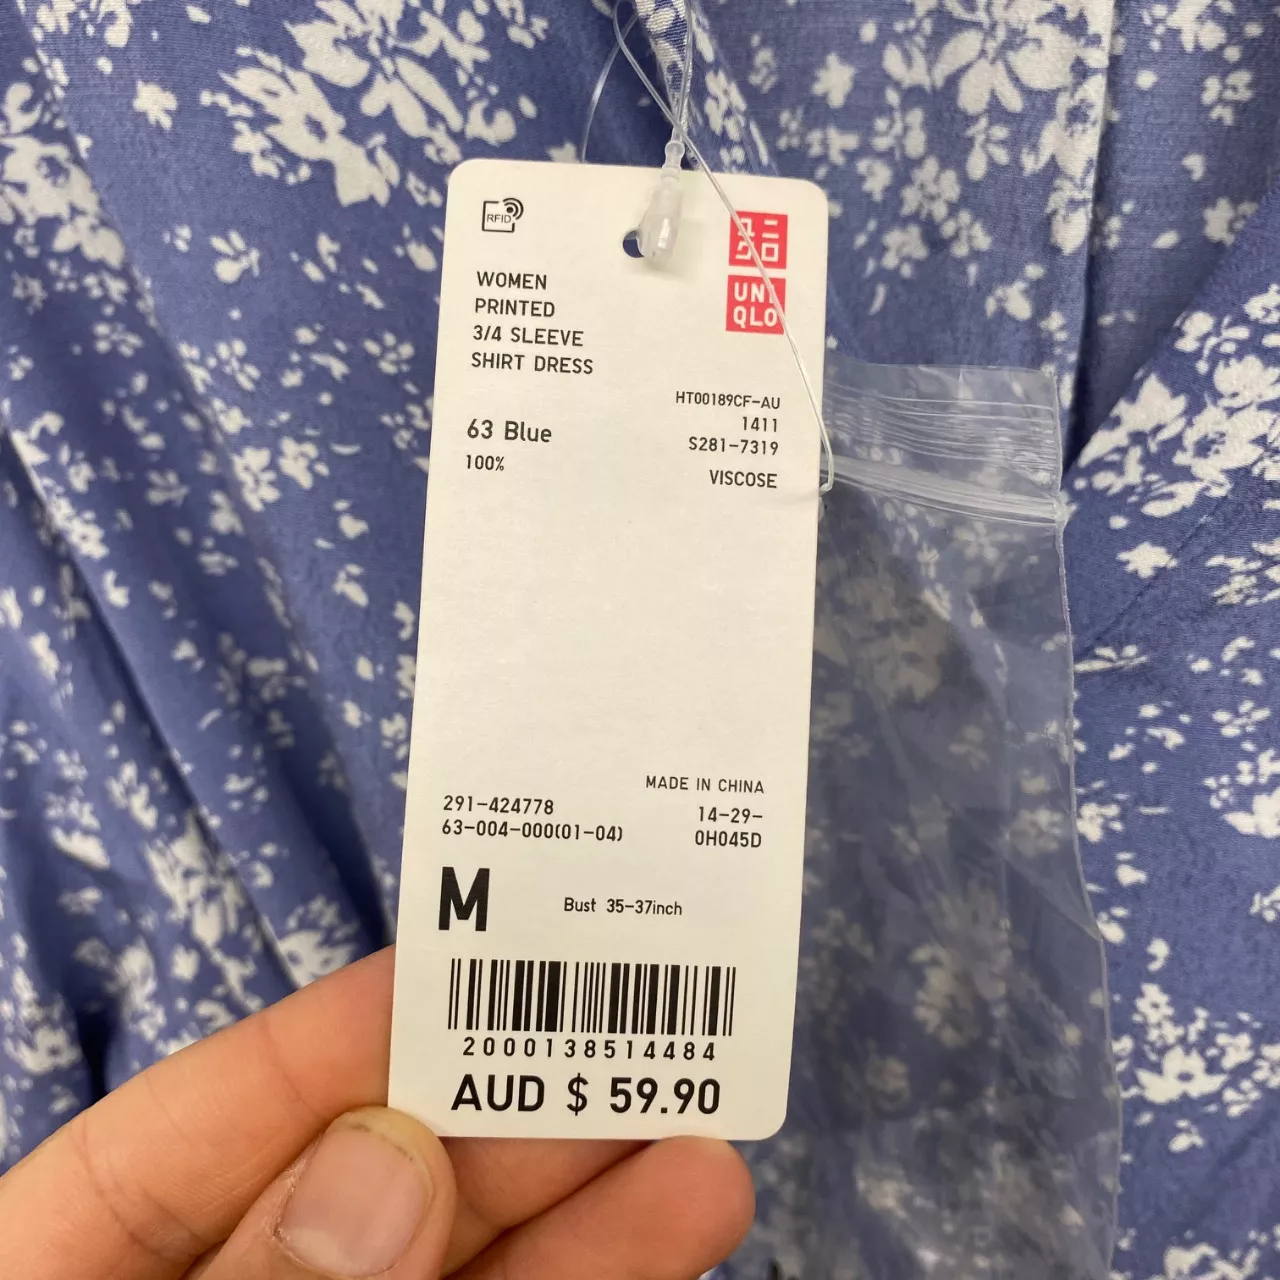 RFID
ユニ
クロ
UNI
QLO
WOMEN
PRINTED
3/4 SLEEVE
SHIRT DRESS
HT00189CF-AU
1411
S281-7319
63 Blue
100%
VISCOSE
MADE IN CHINA
291-424778
14-29-
63-004-000(01-04)
0H045D
M
Bust 35-37inch
2000138514484
AUD $ 59.90